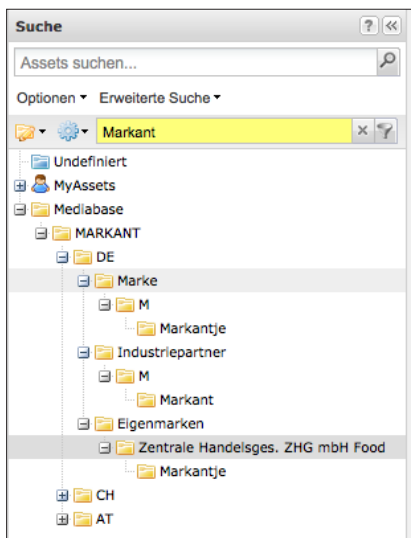 Suche
?
Assets suchen...
Optionen Erweiterte Suche
Markant
Undefiniert
MyAssets
Mediabase
MARKANT
DE
Marke
M
Markantje
Industriepartner
M
Markant
Eigenmarken
Zentrale Handelsges. ZHG mbH Food
Markantje
CH
AT